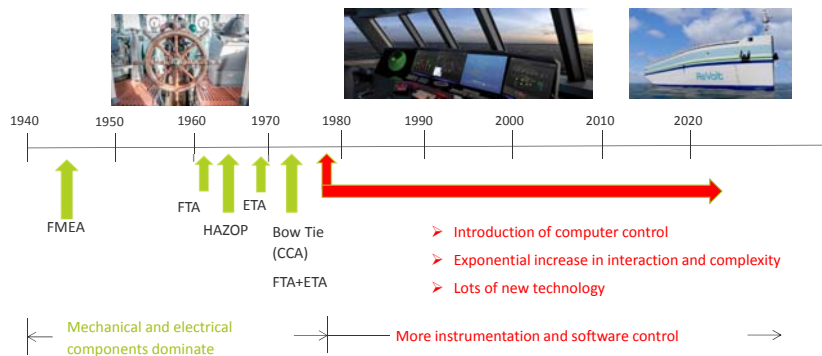 ReVolt
1940 1950 1960 1970 1980 1990 2000 2010 2020
FMEA
FTA
HAZOP
ETA
Bow Tie
(CCA)
FTA+ETA
➢ Introduction of computer control
➢ Exponential increase in interaction and complexity
➢ Lots of new technology
Mechanical and electrical
components dominate
More instrumentation and software control